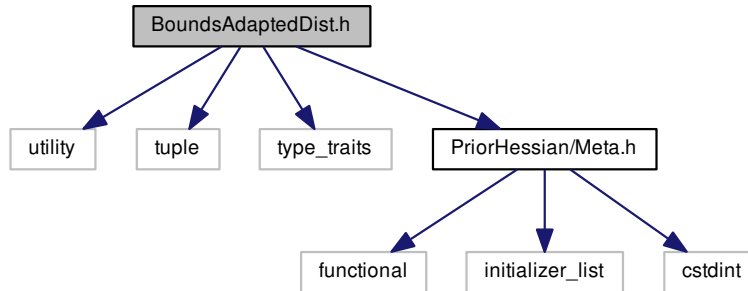 BoundsAdaptedDist.h
utility
tuple
type_traits
PriorHessian/Meta.h
functional
initializer_list
cstdint